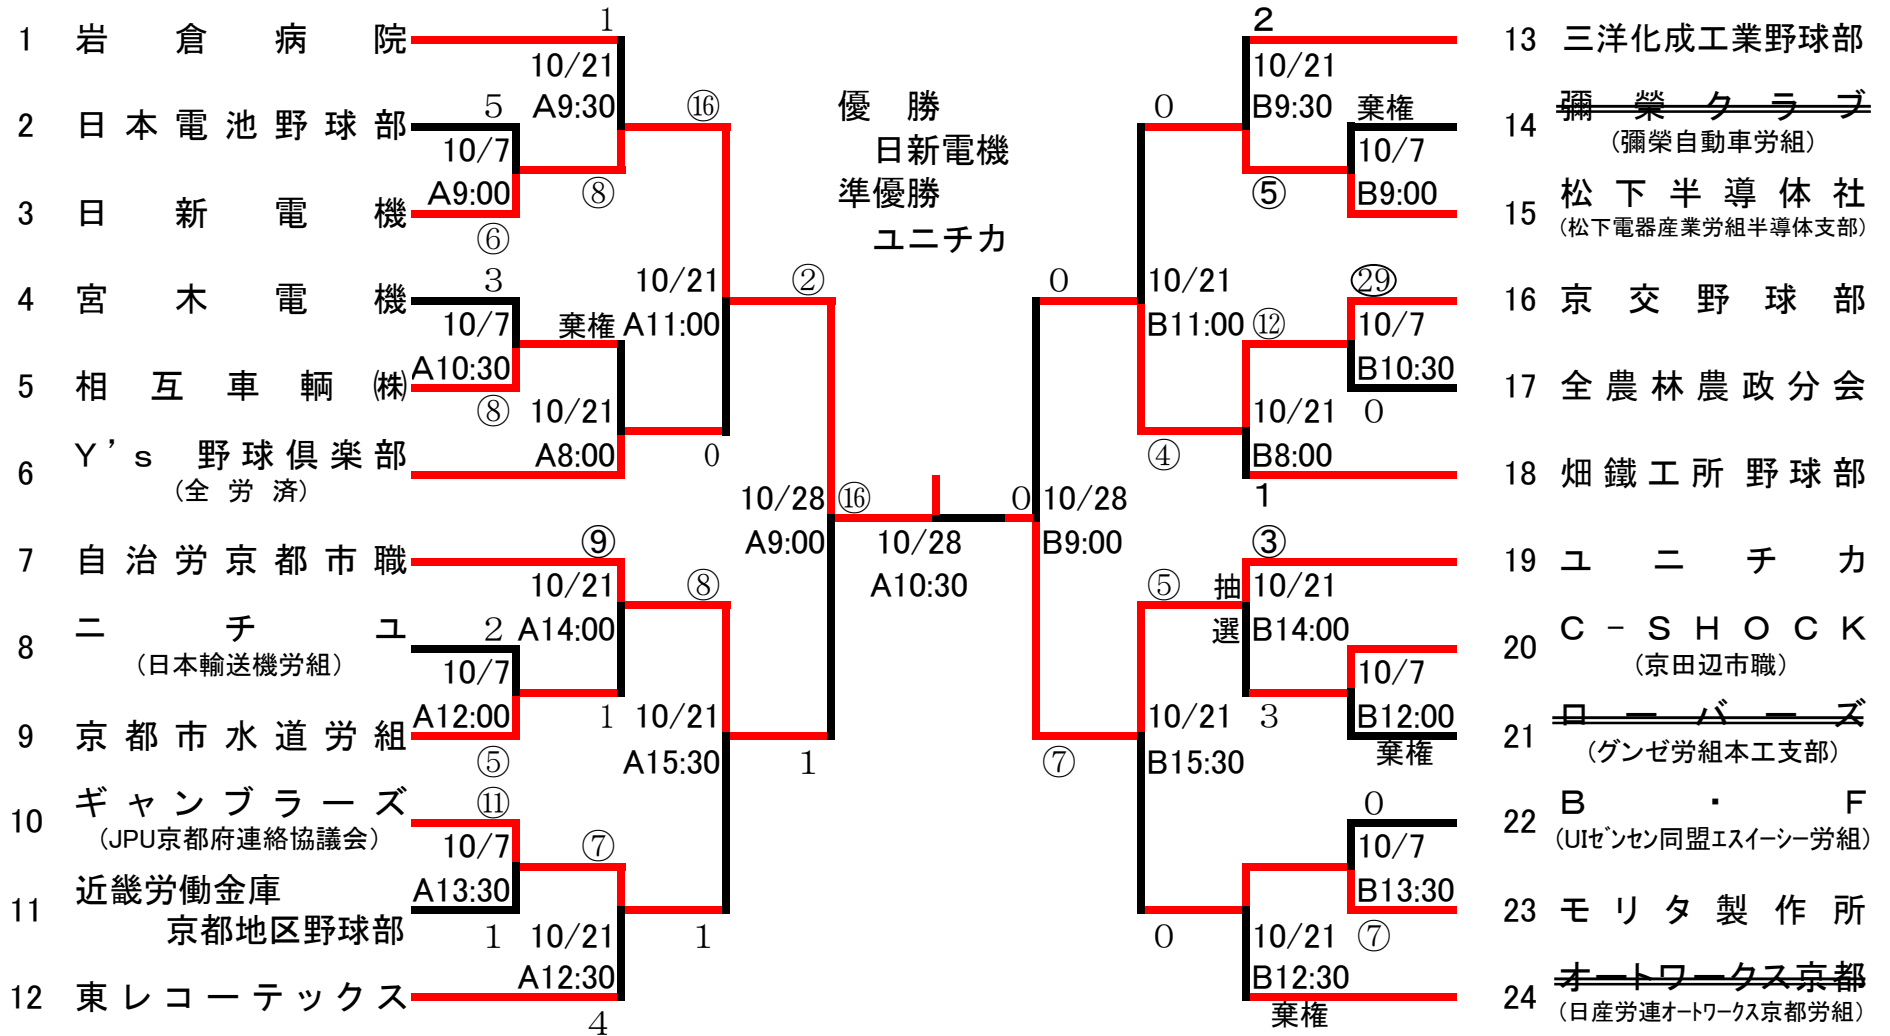 1 岩倉病院
1
10/21
A9:30
2 日本電池野球部
5
10/7
A9:00
⑧
⑯
3 日新電機
⑥
4 宮木電機
3
10/7
A10:30
棄権
10/21
A11:00
②
5 相互車輌㈱
⑧
10/21
A8:00
0
6 Y's 野球倶楽部
(全労済)
10/28
A9:00
⑯
7 自治労京都市職
⑨
10/21
A14:00
⑧
8 ニチユ
(日本輸送機労組)
2
10/7
A12:00
1
9 京都市水道労組
⑤
10/21
A15:30
1
10 ギャンブラーズ
(JPU京都府連絡協議会)
⑪
10/7
A13:30
⑦
11 近畿労働金庫
京都地区野球部
1
10/21
A12:30
1
12 東レコーテックス
4
優勝
日新電機
準優勝
ユニチカ
10/28
A10:30
0
2
13 三洋化成工業野球部
10/21
B9:30
0
棄権
14 彌榮クラブ
(彌榮自動車労組)
10/7
B9:00
⑤
15 松下半導体社
(松下電器産業労組半導体支部)
0
10/21
B11:00
⑫
㉙
16 京交野球部
10/7
B10:30
17 全農林農政分会
0
10/21
B8:00
④
18 畑鐵工所野球部
1
10/28
B9:00
③
19 ユニチカ
⑤
抽選
10/21
B14:00
20 C-SHOCK
(京田辺市職)
10/7
B12:00
3
21 ローバーズ
(グンゼ労組本工支部)
棄権
⑦
10/21
B15:30
0
22 B・F
(UIゼンセン同盟エスイーシー労組)
10/7
B13:30
23 モリタ製作所
⑦
0
10/21
B12:30
24 オートワークス京都
(日産労連オートワークス京都労組)
棄権